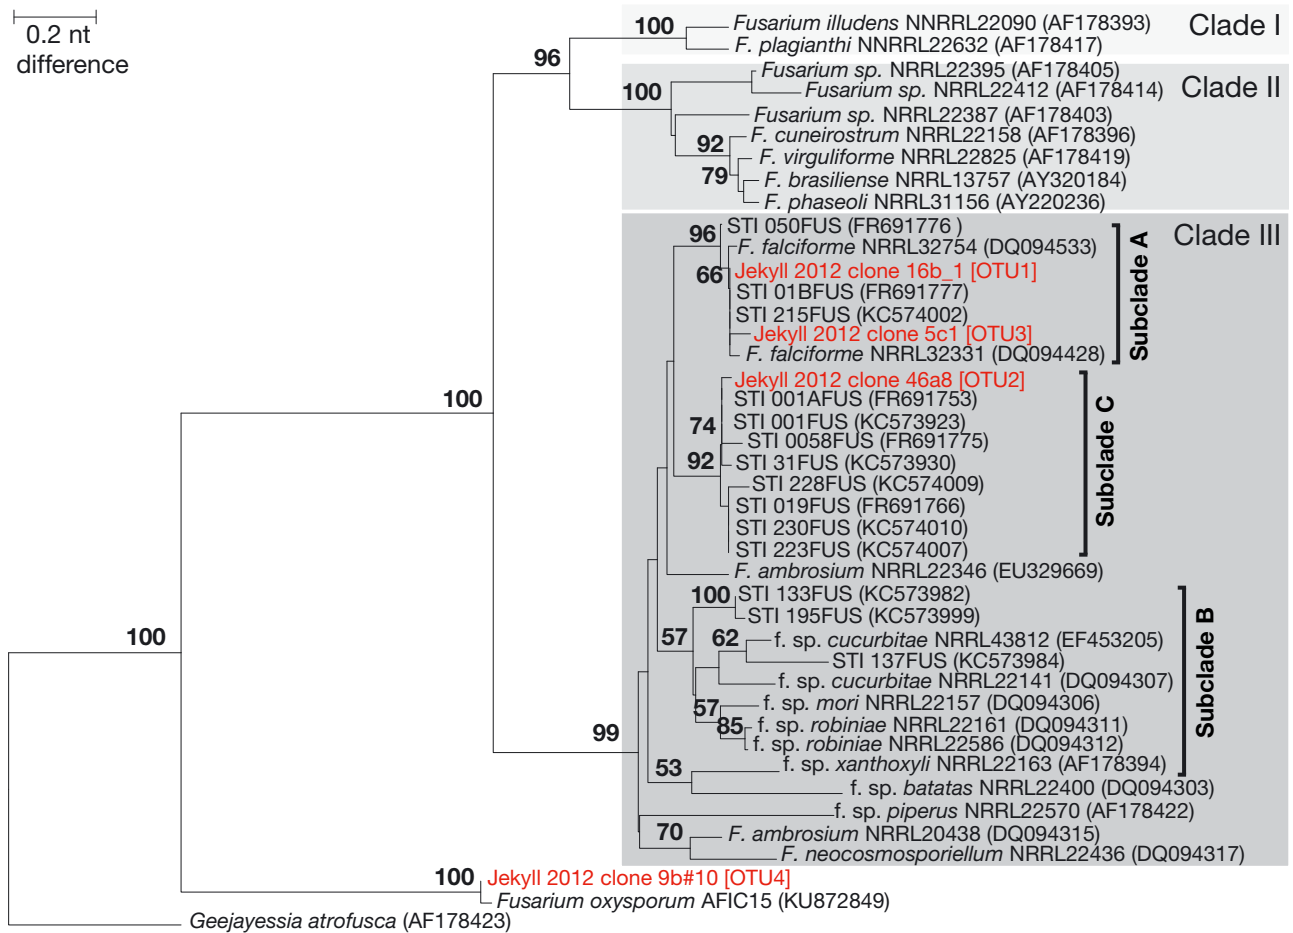 0.2 nt
difference
100
Fusarium illudens NNRRL22090 (AF178393)
Clade I
F. plagianthi NNRRL22632 (AF178417)
96
Fusarium sp. NRRL22395 (AF178405)
100
Fusarium sp. NRRL22412 (AF178414)
Clade II
Fusarium sp. NRRL22387 (AF178403)
F. cuneirostrum NRRL22158 (AF178396)
92
F. virguliforme NRRL22825 (AF178419)
79
F. brasiliense NRRL13757 (AY320184)
F. phaseoli NRRL31156 (AY220236)
STI 050FUS (FR691776 )
96
Clade III
F. falciforme NRRL32754 (DQ094533)
66
Jekyll 2012 clone 16b_1 [OTU1]
STI 01BFUS (FR691777)
STI 215FUS (KC574002)
Jekyll 2012 clone 5c1 [OTU3]
F. falciforme NRRL32331 (DQ094428)
Subclade A
Jekyll 2012 clone 46a8 [OTU2]
100
STI 001AFUS (FR691753)
74
STI 001FUS (KC573923)
STI 0058FUS (FR691775)
92
STI 31FUS (KC573930)
STI 228FUS (KC574009)
STI 019FUS (FR691766)
STI 230FUS (KC574010)
STI 223FUS (KC574007)
Subclade C
F. ambrosium NRRL22346 (EU329669)
100
STI 133FUS (KC573982)
STI 195FUS (KC573999)
100
57
62
f. sp. cucurbitae NRRL43812 (EF453205)
STI 137FUS (KC573984)
f. sp. cucurbitae NRRL22141 (DQ094307)
57
f. sp. mori NRRL22157 (DQ094306)
85
f. sp. robiniae NRRL22161 (DQ094311)
f. sp. robiniae NRRL22586 (DQ094312)
99
53
f. sp. xanthoxyli NRRL22163 (AF178394)
Subclade B
f. sp. batatas NRRL22400 (DQ094303)
f. sp. piperus NRRL22570 (AF178422)
70
F. ambrosium NRRL20438 (DQ094315)
F. neocosmosporiellum NRRL22436 (DQ094317)
100
Jekyll 2012 clone 9b#10 [OTU4]
Fusarium oxysporum AFIC15 (KU872849)
Geejayessia atrofusca (AF178423)